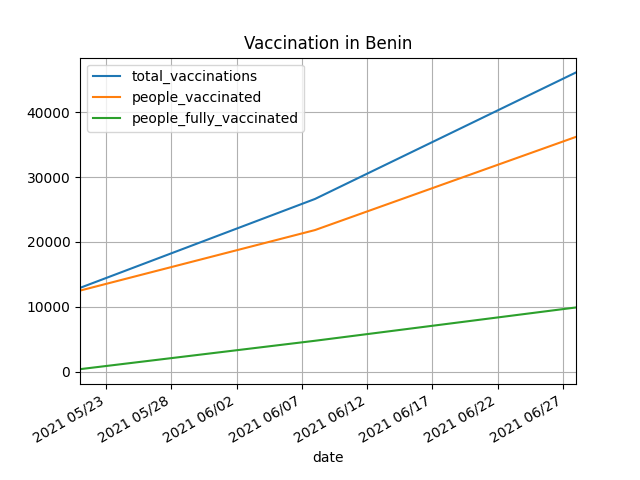 Vaccination in Benin
total_vaccinations
people_vaccinated
people_fully_vaccinated
40000
30000
20000
10000
0
2021 05/23
2021 05/28
2021 06/02
2021 06/07
2021 06/12
2021 06/17
2021 06/22
2021 06/27
date